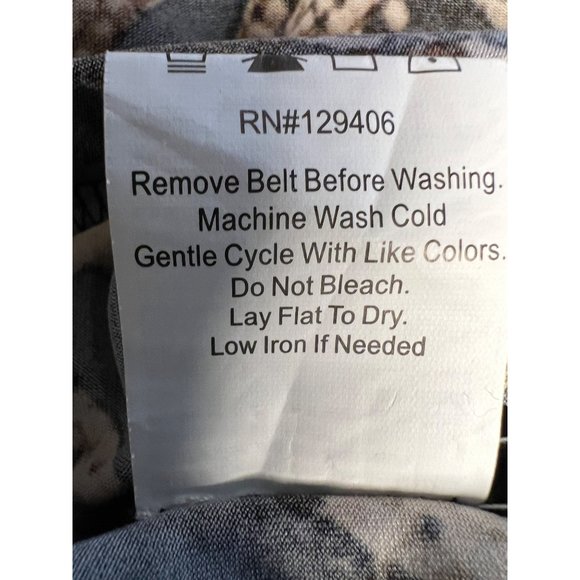 RN#129406
Remove Belt Before Washing.
Machine Wash Cold
Gentle Cycle With Like Colors.
Do Not Bleach.
Lay Flat To Dry.
Low Iron If Needed